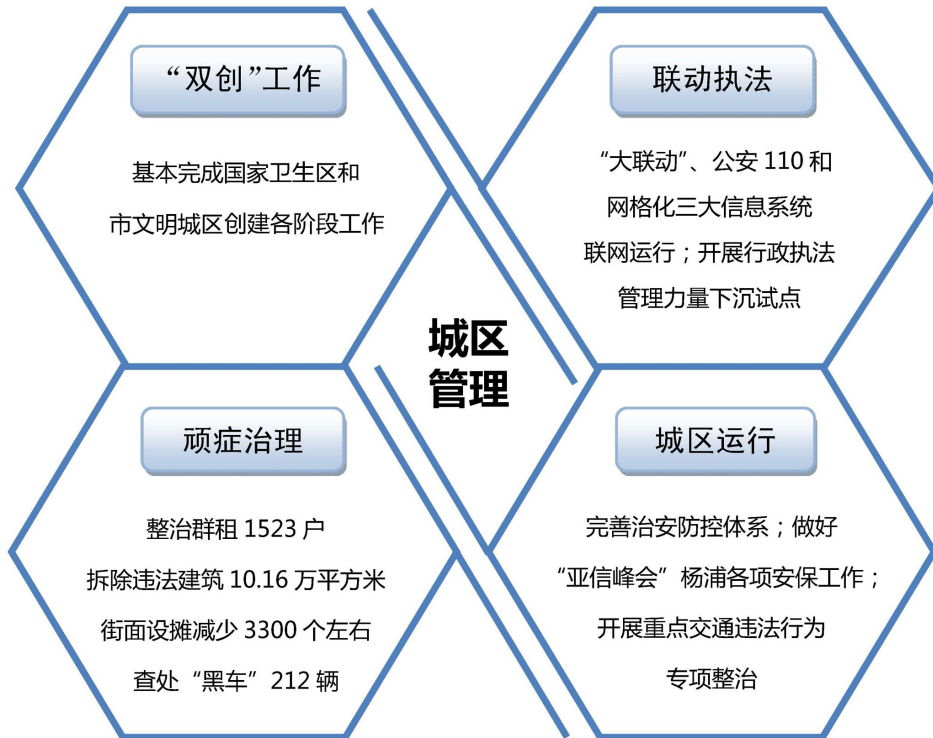 “双创”工作
基本完成国家卫生区和
市文明城区创建各阶段工作
联动执法
“大联动”、公安 110 和
网格化三大信息系统
联网运行；开展行政执法
管理力量下沉试点
城区
管理
顽症治理
整治群租 1523 户
拆除违法建筑 10.16 万平方米
街面设摊减少 3300 个左右
查处“黑车”212 辆
城区运行
完善治安防控体系；做好
“亚信峰会”杨浦各项安保工作；
开展重点交通违法行为
专项整治